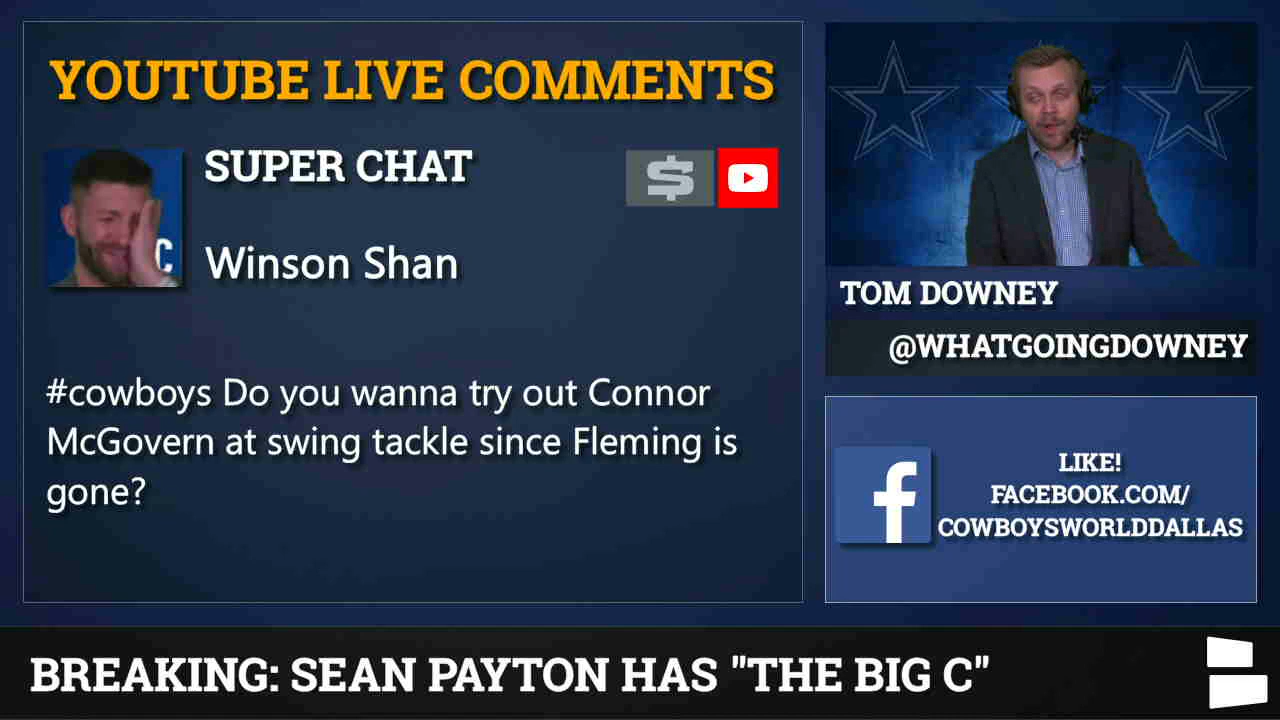 YOUTUBE LIVE COMMENTS
SUPER CHAT
$
Winson Shan
C
#cowboys Do you wanna try out Connor
McGovern at swing tackle since Fleming is
gone?
TOM DOWNEY
@WHATGOINGDOWNEY
f
LIKE!
FACEBOOK.COM/
COWBOYSWORLDDALLAS
BREAKING: SEAN PAYTON HAS "THE BIG C"